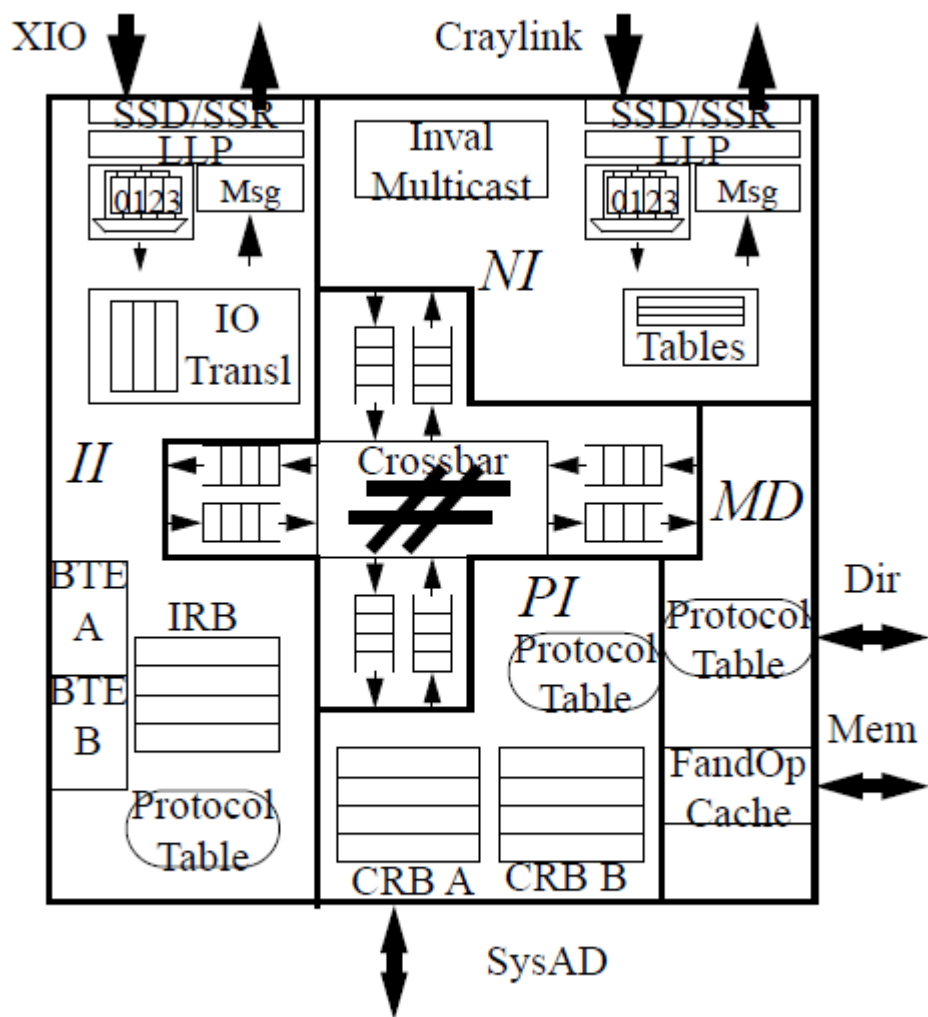 XIO
Craylink
SSD/SSR
LLP
0123
Msg
Inval
Multicast
SSD/SSR
LLP
0123
Msg
NI
IO
Transl
Tables
II
Crossbar
MD
PI
BTE
A
BTE
B
IRB
Protocol
Table
Protocol
Table
Protocol
Table
Dir
Mem
FandOp
Cache
CRB A
CRB B
SysAD